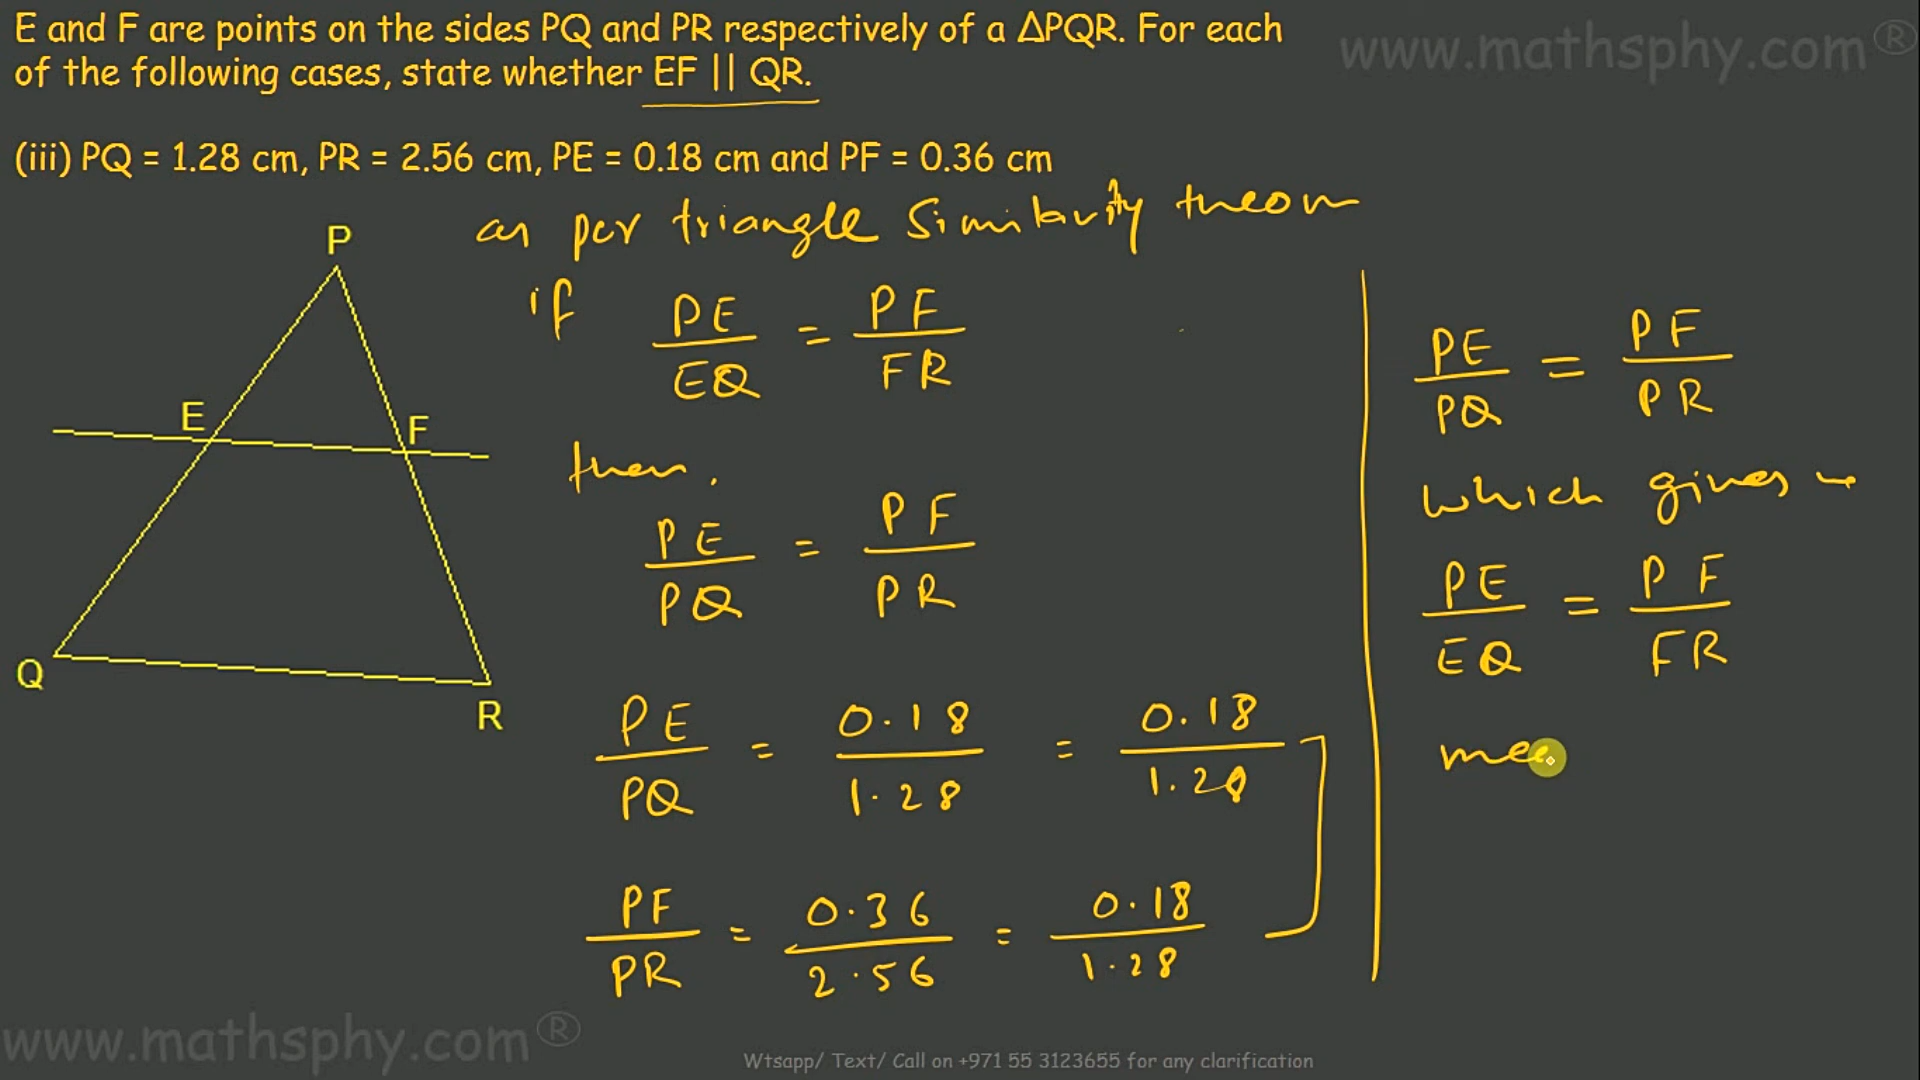 E and F are points on the sides PQ and PR respectively of a ΔPQR. For each
of the following cases, state whether EF || QR.
www.mathsphy.com®
(iii) PQ = 1.28 cm, PR = 2.56 cm, PE = 0.18 cm and PF = 0.36 cm
as per triangle Similarity theorm
P
E
F
Q
R
if PE/EQ = PF/FR
then,
PE/PQ = PF/PR
PE/PQ = 0.18/1.28 = 0.18/1.28
PF/PR = 0.36/2.56 = 0.18/1.28
PE/PQ = PF/PR
which gives us
PE/EQ = PF/FR
mea
www.mathsphy.com®
Wtsapp/ Text/ Call on +971 55 3123655 for any clarification